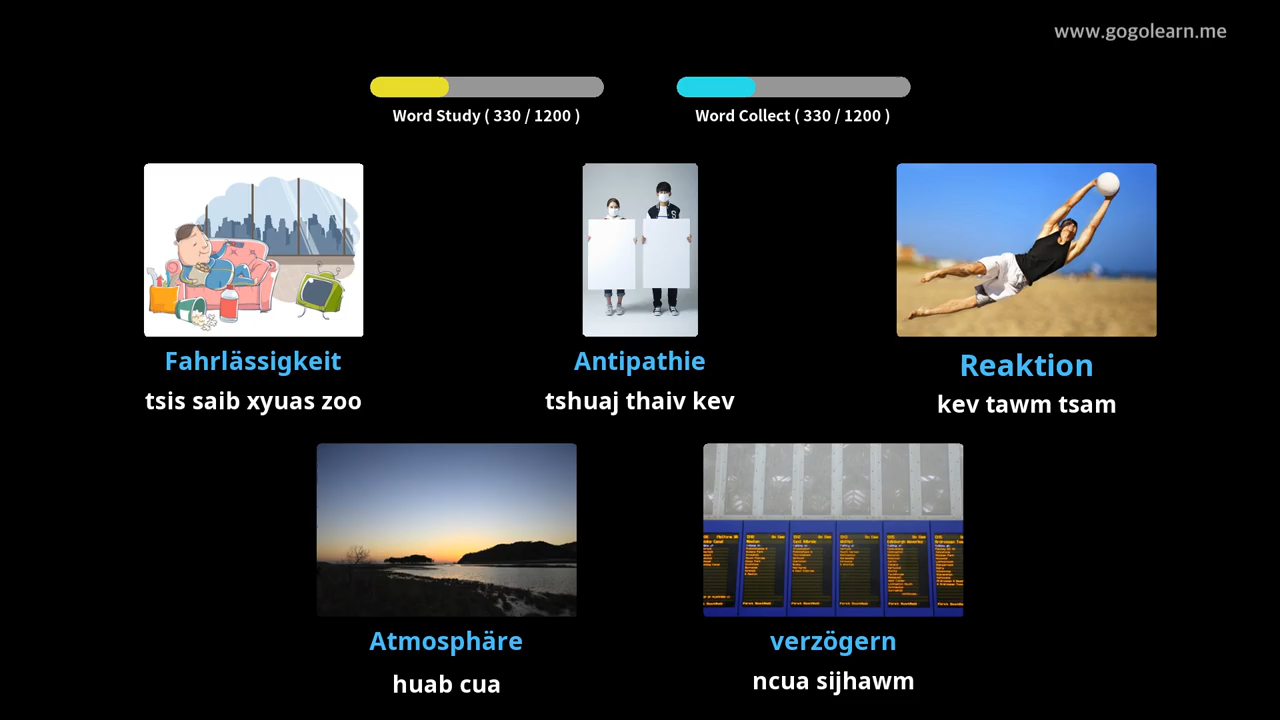 www.gogolearn.me
Word Study ( 330 / 1200 )
Word Collect ( 330 / 1200 )
Fahrlässigkeit
tsis saib xyuas zoo
Antipathie
tshuaj thaiv kev
Reaktion
kev tawm tsam
Atmosphäre
huab cua
verzögern
ncua sijhawm